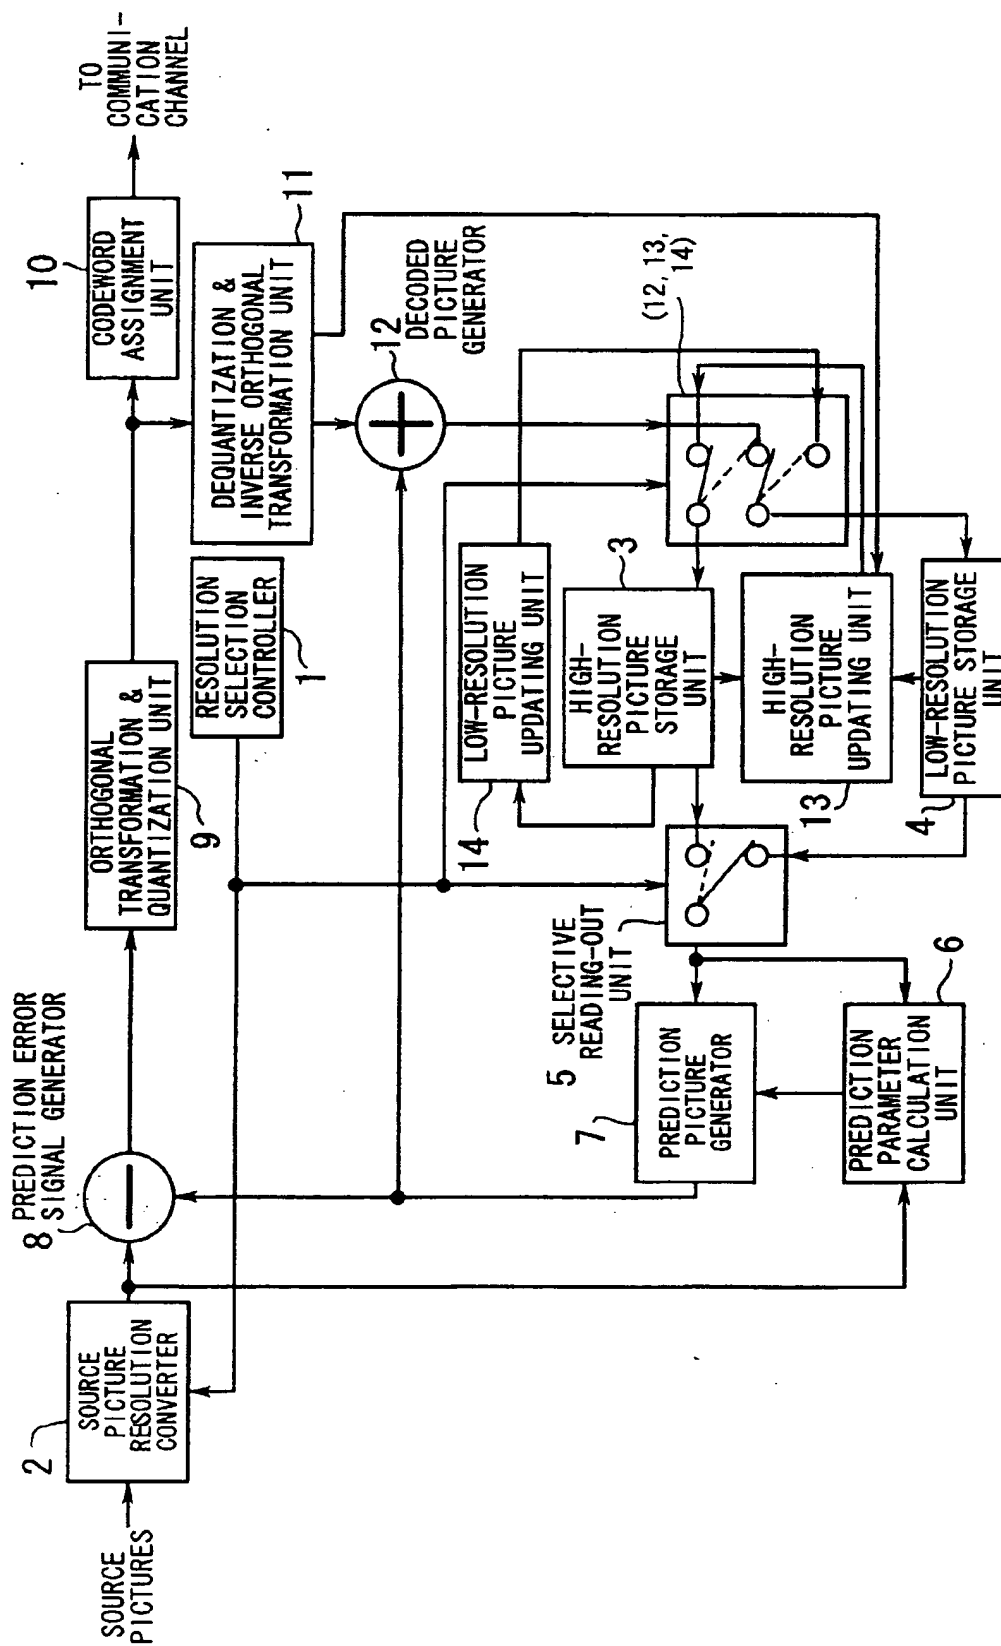 SOURCE
PICTURES
2
SOURCE
PICTURE
RESOLUTION
CONVERTER
8
PREDICTION ERROR
SIGNAL GENERATOR
ORTHOGONAL
TRANSFORMATION &
QUANTIZATION UNIT
9
10
CODEWORD
ASSIGNMENT
UNIT
TO
COMMUNI-
CATION
CHANNEL
RESOLUTION
SELECTION
CONTROLLER
1
DEQUANTIZATION &
INVERSE ORTHOGONAL
TRANSFORMATION UNIT
11
12
DECODED
PICTURE
GENERATOR
(12, 13,
14)
LOW-RESOLUTION
PICTURE
UPDATING UNIT
14
HIGH-
RESOLUTION
PICTURE
STORAGE
UNIT
3
5
SELECTIVE
READING-OUT
UNIT
7
PREDICTION
PICTURE
GENERATOR
HIGH-
RESOLUTION
PICTURE
UPDATING UNIT
13
PREDICTION
PARAMETER
CALCULATION
UNIT
6
LOW-RESOLUTION
PICTURE STORAGE
UNIT
4